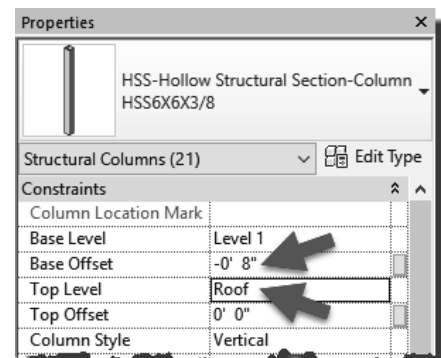 Properties ×
HSS-Hollow Structural Section-Column
HSS6X6X3/8
Structural Columns (21) Edit Type
Constraints
Column Location Mark
Base Level Level 1
Base Offset -0' 8"
Top Level Roof
Top Offset 0' 0"
Column Style Vertical